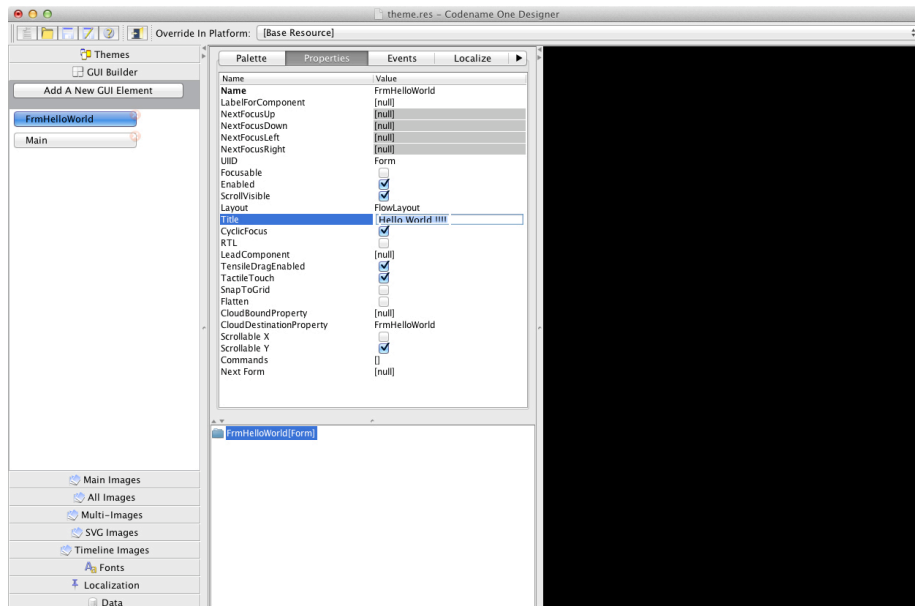 theme.res – Codename One Designer
Override In Platform: [Base Resource]
Themes
GUI Builder
Add A New GUI Element
FrmHelloWorld
Main
Main Images
All Images
Multi-Images
SVG Images
Timeline Images
Fonts
Localization
Data
Palette Properties Events Localize
Name Value
Name FrmHelloWorld
LabelForComponent [null]
NextFocusUp [null]
NextFocusDown [null]
NextFocusLeft [null]
NextFocusRight [null]
UIID Form
Focusable
Enabled
ScrollVisible
Layout FlowLayout
Title Hello World !!!!
CyclicFocus
RTL
LeadComponent [null]
TensileDragEnabled
TactileTouch
SnapToGrid
Flatten
CloudBoundProperty [null]
CloudDestinationProperty FrmHelloWorld
Scrollable X
Scrollable Y
Commands []
Next Form [null]
FrmHelloWorld[Form]